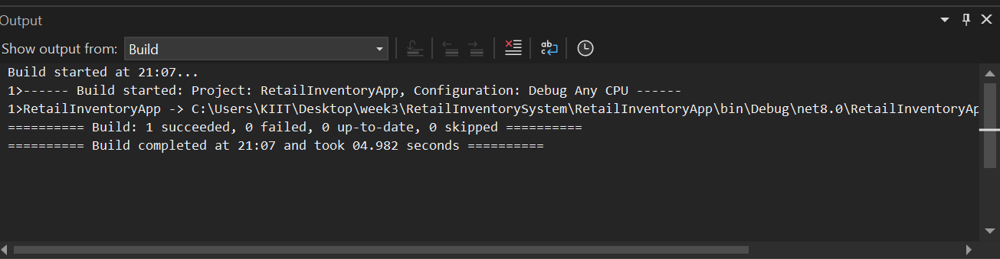 Output
Show output from: Build
Build started at 21:07...
1>------ Build started: Project: RetailInventoryApp, Configuration: Debug Any CPU ------
1>RetailInventoryApp -> C:\Users\KIIT\Desktop\week3\RetailInventorySystem\RetailInventoryApp\bin\Debug\net8.0\RetailInventoryAp
========== Build: 1 succeeded, 0 failed, 0 up-to-date, 0 skipped ==========
========== Build completed at 21:07 and took 04.982 seconds ==========